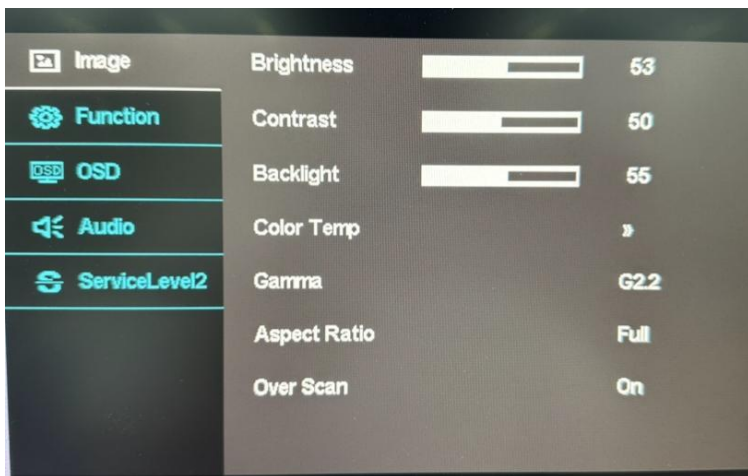 Image
Function
OSD OSD
Audio
ServiceLevel2
Brightness 53
Contrast 50
Backlight 55
Color Temp »
Gamma G2.2
Aspect Ratio Full
Over Scan On